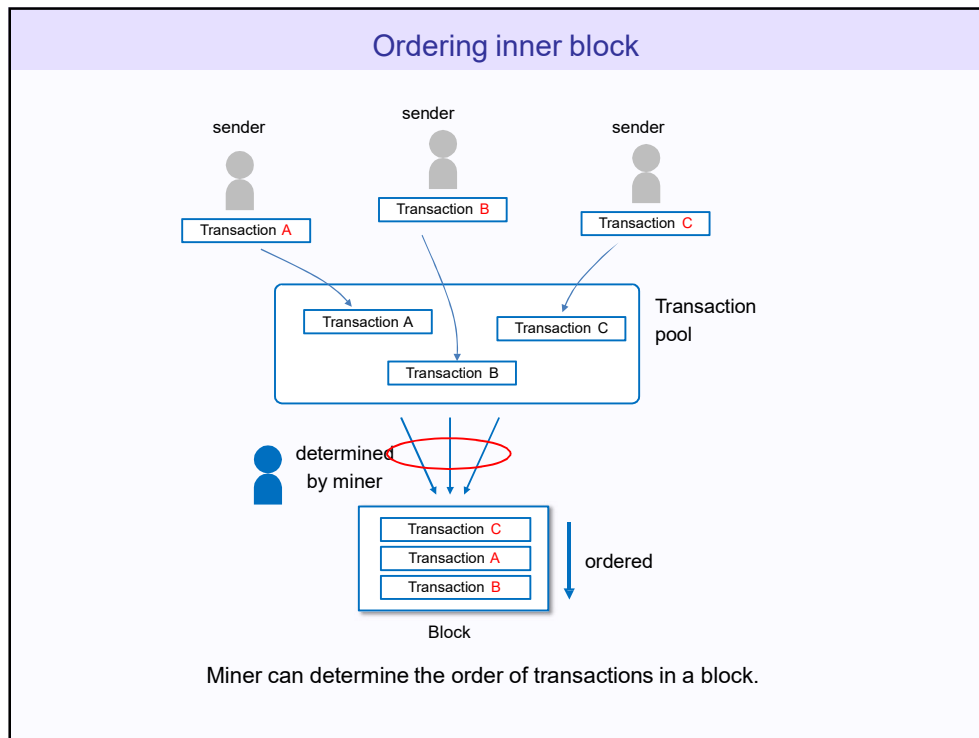 Ordering inner block
sender
sender
sender
Transaction A
Transaction B
Transaction C
Transaction A
Transaction C
Transaction B
Transaction
pool
determined
by miner
Transaction C
Transaction A
Transaction B
ordered
Block
Miner can determine the order of transactions in a block.